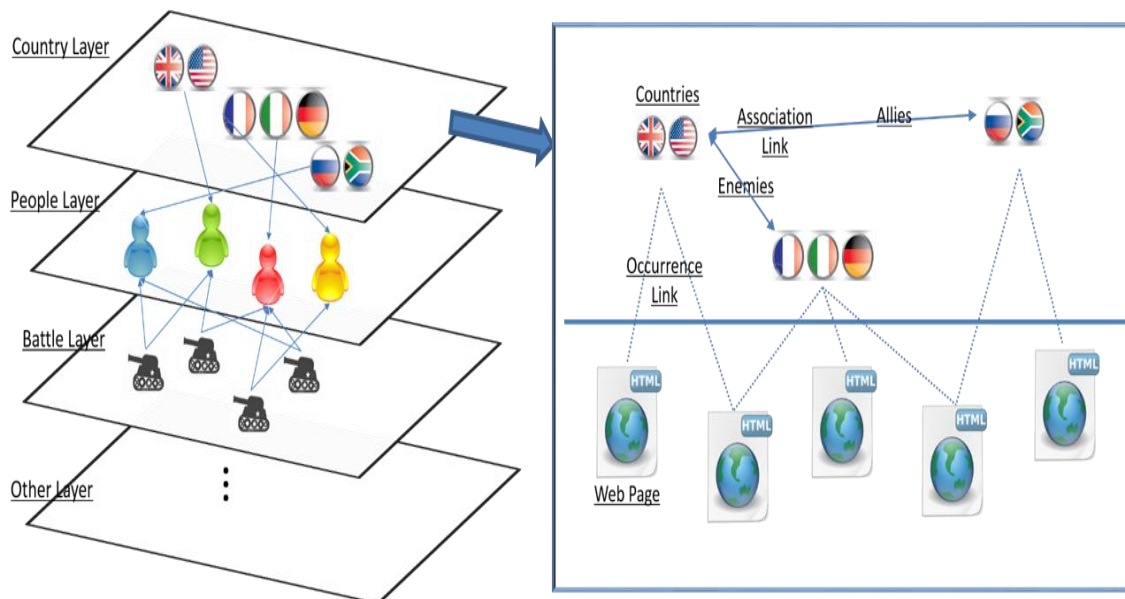 Country Layer
People Layer
Battle Layer
Other Layer
Countries
Association
Link
Allies
Enemies
Occurrence
Link
HTML
HTML
HTML
HTML
HTML
Web Page